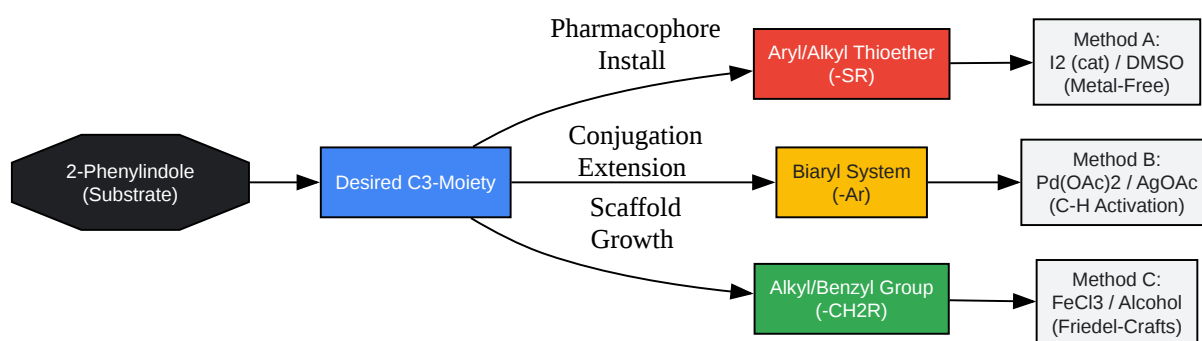 2-Phenylindole
(Substrate)
Desired C3-Moiety
Pharmacophore
Install
Aryl/Alkyl Thioether
(-SR)
Method A:
I2 (cat) / DMSO
(Metal-Free)
Conjugation
Extension
Biaryl System
(-Ar)
Method B:
Pd(OAc)2 / AgOAc
(C-H Activation)
Scaffold
Growth
Alkyl/Benzyl Group
(-CH2R)
Method C:
FeCl3 / Alcohol
(Friedel-Crafts)